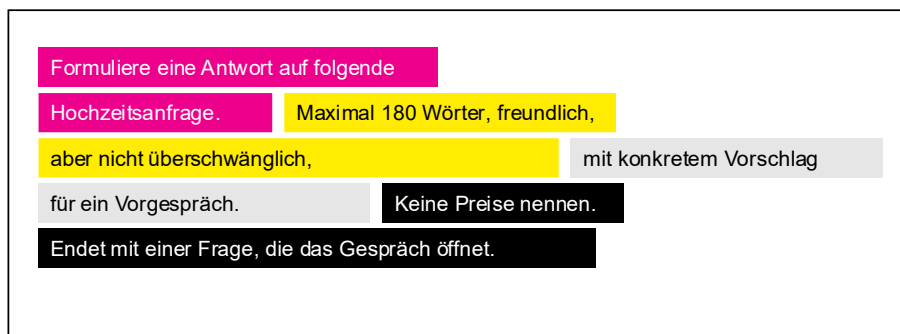 Formuliere eine Antwort auf folgende
Hochzeitsanfrage. Maximal 180 Wörter, freundlich,
aber nicht überschwänglich, mit konkretem Vorschlag
für ein Vorgespräch. Keine Preise nennen.
Endet mit einer Frage, die das Gespräch öffnet.